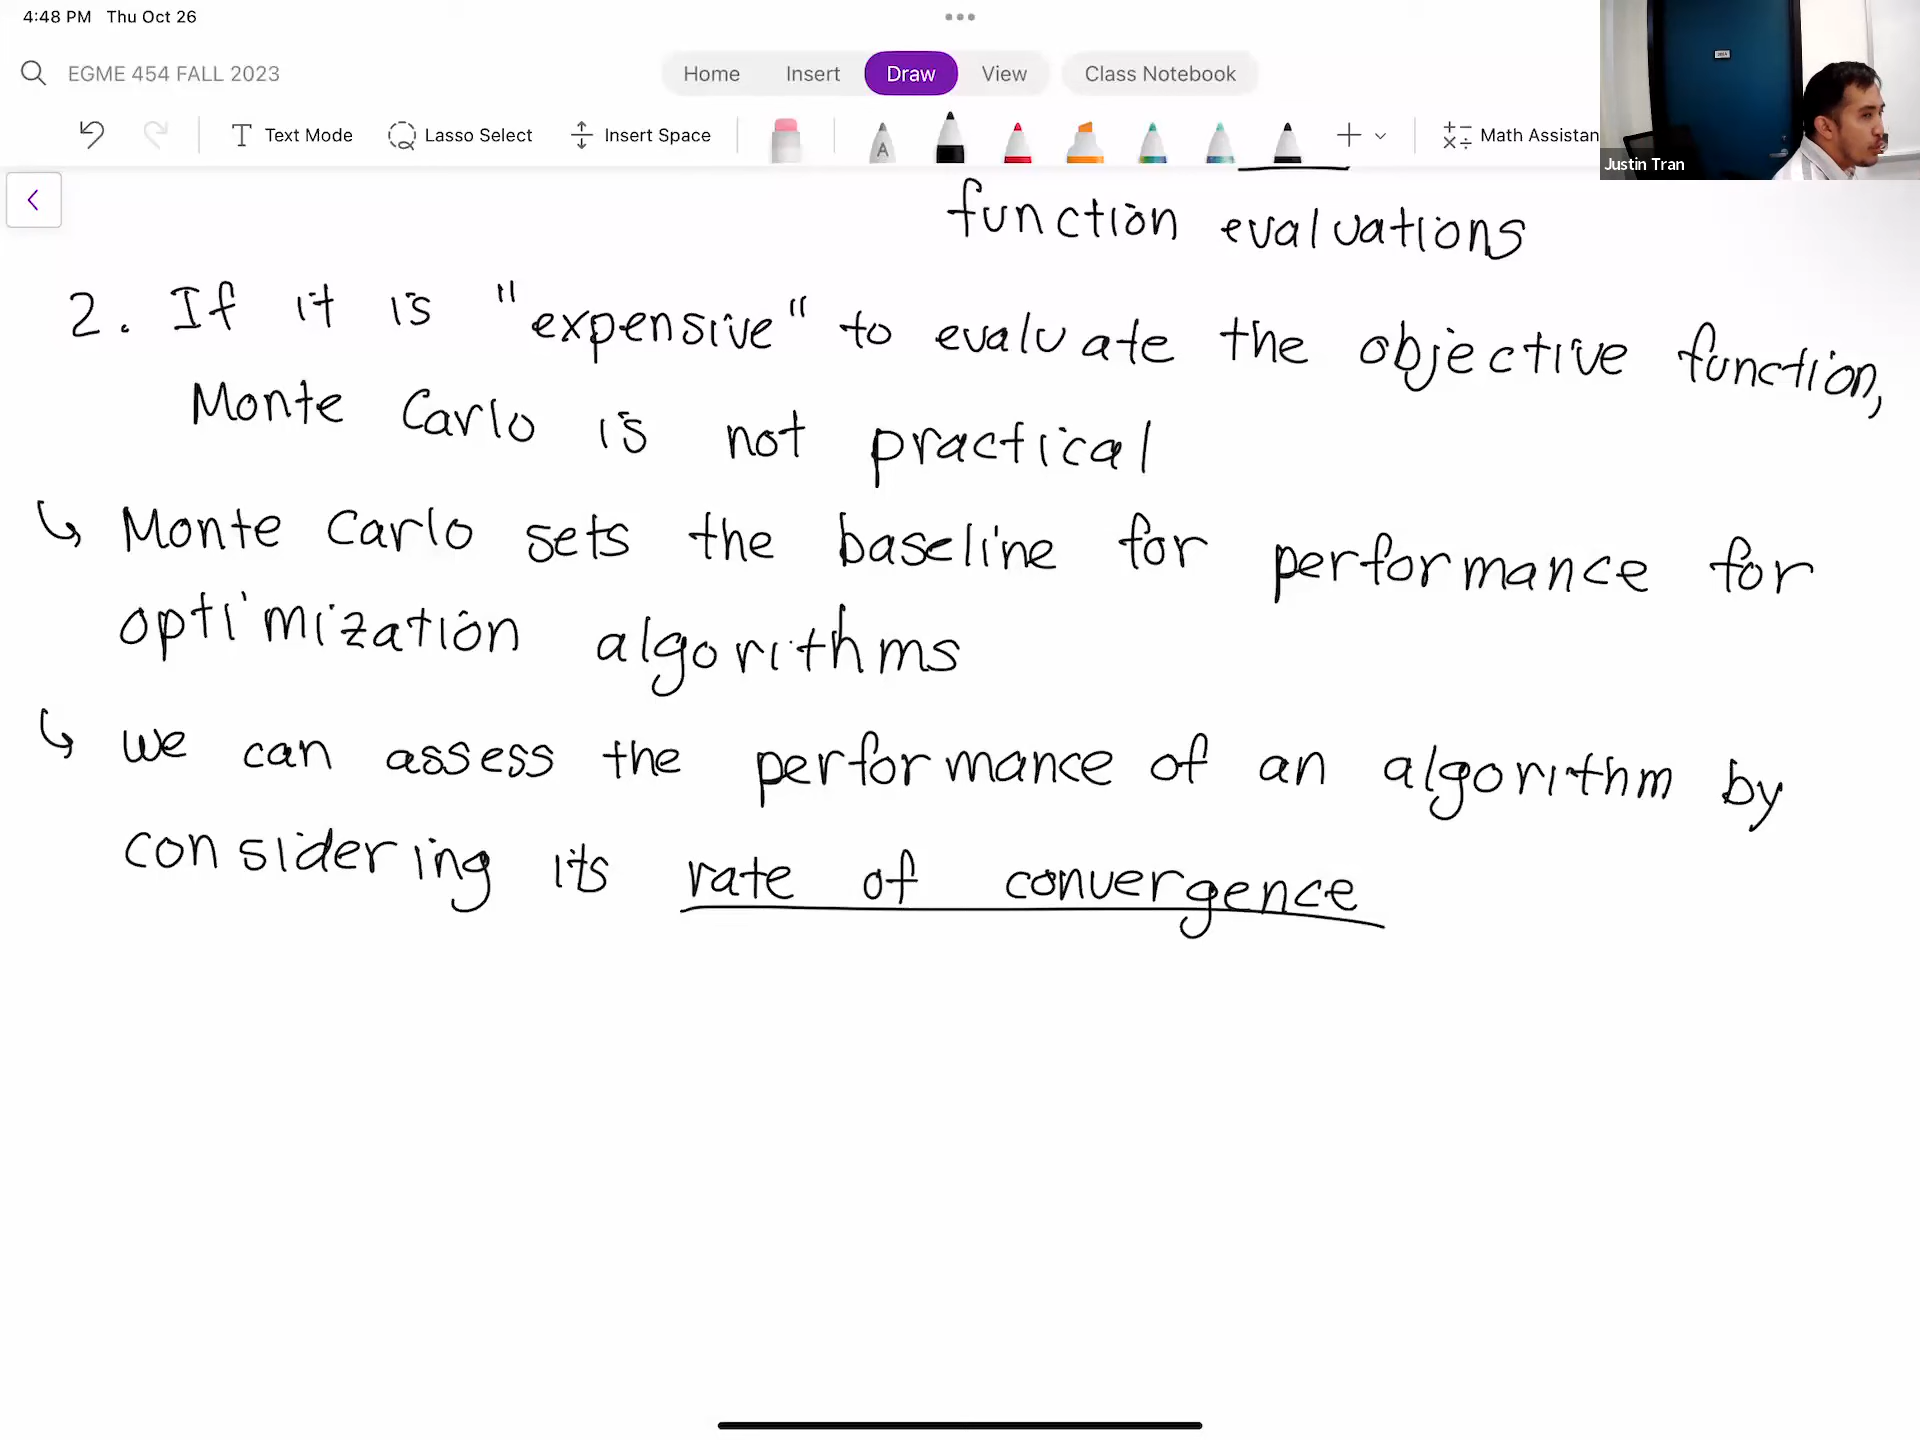 4:48 PM Thu Oct 26
EGME 454 FALL 2023
Home Insert Draw View Class Notebook
Text Mode Lasso Select Insert Space A Math Assistan
Justin Tran
function evaluations
2. If it is "expensive" to evaluate the objective function,
Monte Carlo is not practical
↳ Monte Carlo sets the baseline for performance for
optimization algorithms
↳ we can assess the performance of an algorithm by
considering its rate of convergence